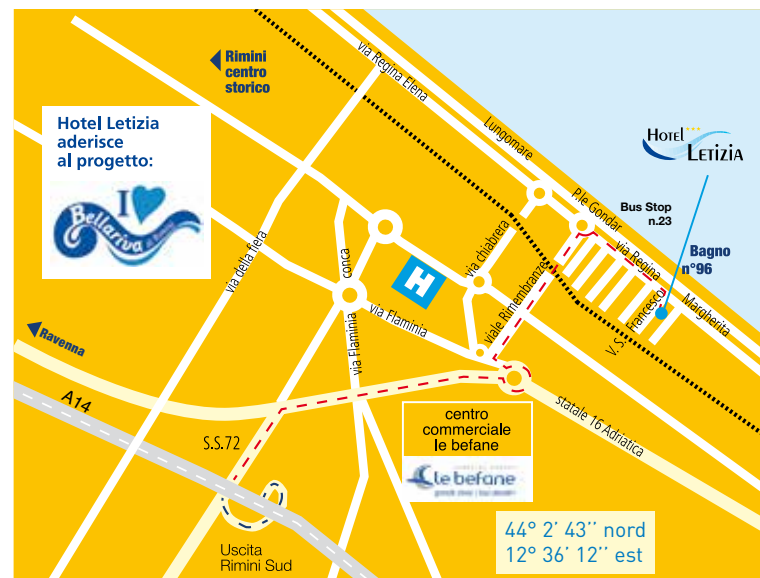 Rimini
centro
storico
via Regina Elena
Lungomare
Hotel Letizia
aderisce
al progetto:
I
Bellariva di Rimini
HOTEL
LETIZIA
P.le Gondar
Bus Stop
n.23
via Regina
Margherita
Bagno
n°96
via della fiera
conca
H
via chiabrera
viale Rimembranze
V. S. Francesco
via Flaminia
via Flaminia
Ravenna
A14
S.S.72
statale 16 Adriatica
centro
commerciale
le befane
le befane
Uscita
Rimini Sud
44° 2' 43'' nord
12° 36' 12'' est